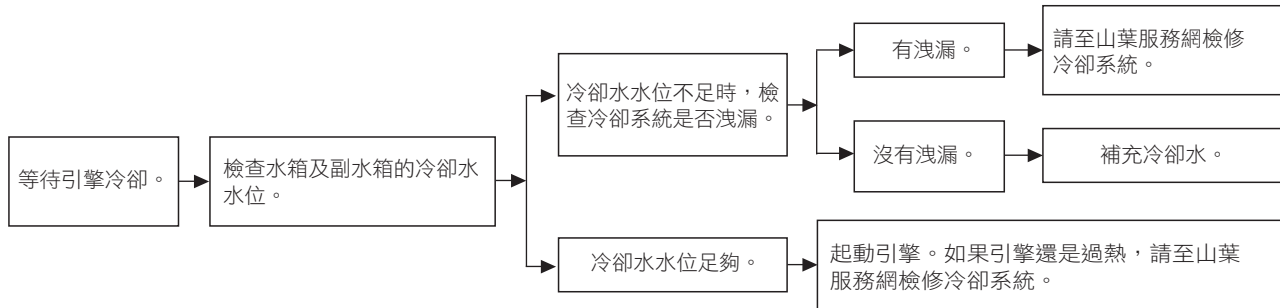 等待引擎冷卻。
檢查水箱及副水箱的冷卻水
水位。
冷卻水水位不足時，檢
查冷卻系統是否洩漏。
有洩漏。
請至山葉服務網檢修
冷卻系統。
沒有洩漏。
補充冷卻水。
冷卻水水位足夠。
起動引擎。如果引擎還是過熱，請至山葉
服務網檢修冷卻系統。